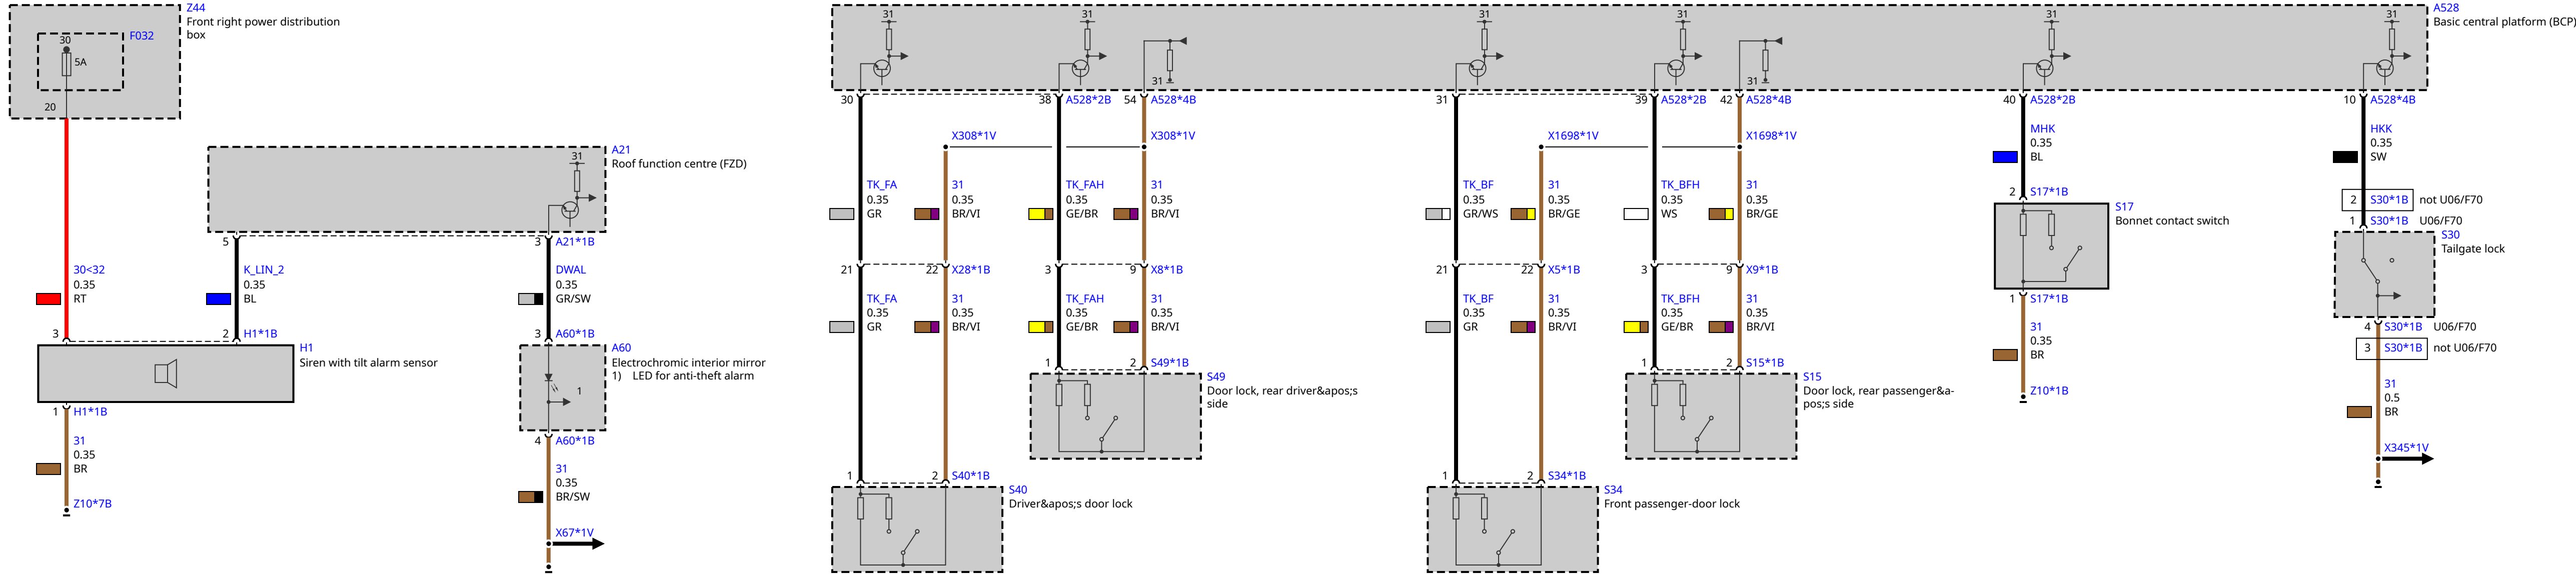 Z44
Front right power distribution
box
F032
30
5A
20
30<32
0.35
RT
3
A21
Roof function centre (FZD)
31
5
3
A21*1B
K_LIN_2
0.35
BL
2
H1*1B
DWAL
0.35
GR/SW
3
A60*1B
H1
Siren with tilt alarm sensor
1
H1*1B
31
0.35
BR
Z10*7B
A60
Electrochromic interior mirror
1) LED for anti-theft alarm
1
4
A60*1B
31
0.35
BR/SW
X67*1V
A528
Basic central platform (BCP)
31
31
31
31
31
31
31
31
30
38
A528*2B
54
A528*4B
31
39
A528*2B
42
A528*4B
40
A528*2B
10
A528*4B
X308*1V
X308*1V
X1698*1V
X1698*1V
TK_FA
0.35
GR
31
0.35
BR/VI
TK_FAH
0.35
GE/BR
31
0.35
BR/VI
TK_BF
0.35
GR/WS
31
0.35
BR/GE
TK_BFH
0.35
WS
31
0.35
BR/GE
21
22
X28*1B
3
9
X8*1B
21
22
X5*1B
3
9
X9*1B
TK_FA
0.35
GR
31
0.35
BR/VI
TK_FAH
0.35
GE/BR
31
0.35
BR/VI
TK_BF
0.35
GR
31
0.35
BR/VI
TK_BFH
0.35
GE/BR
31
0.35
BR/VI
1
2
S49*1B
S49
Door lock, rear driver&apos;s
side
1
2
S15*1B
S15
Door lock, rear passenger&a-
pos;s side
1
2
S40*1B
S40
Driver&apos;s door lock
1
2
S34*1B
S34
Front passenger-door lock
MHK
0.35
BL
2
S17*1B
S17
Bonnet contact switch
1
S17*1B
31
0.35
BR
Z10*1B
HKK
0.35
SW
2
S30*1B
not U06/F70
1
S30*1B
U06/F70
S30
Tailgate lock
4
S30*1B
U06/F70
3
S30*1B
not U06/F70
31
0.5
BR
X345*1V